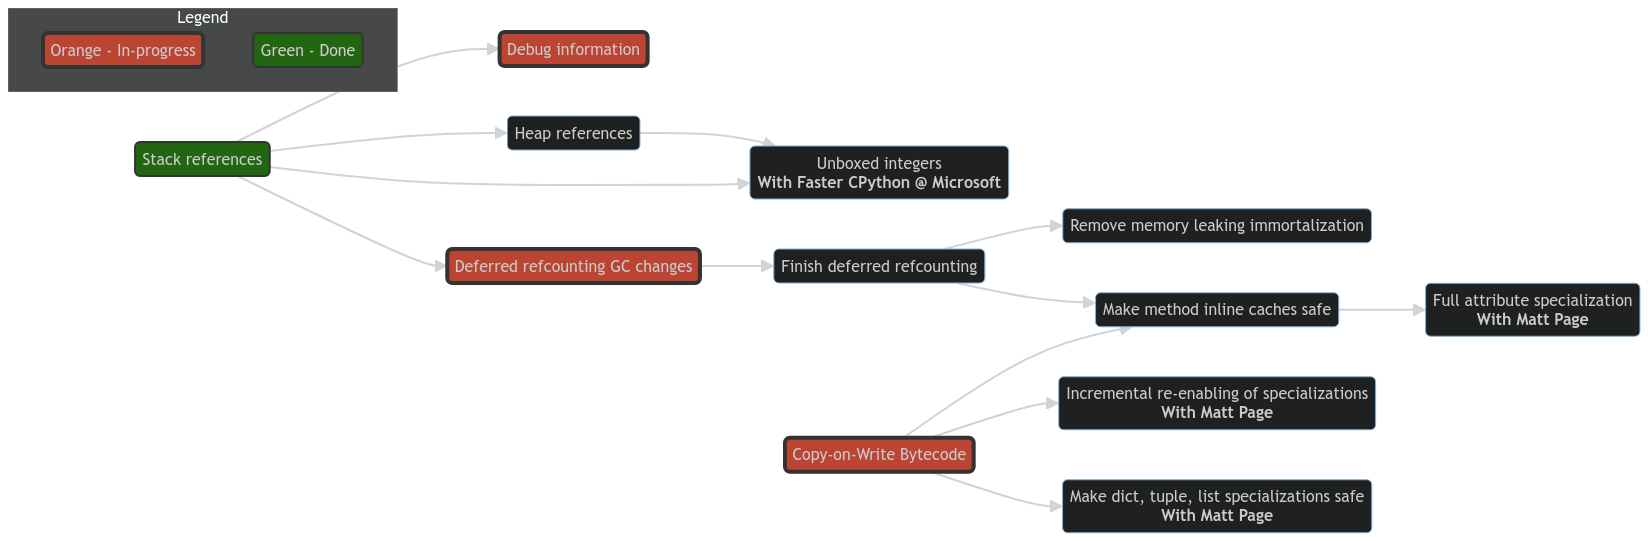 Legend
Orange - In-progress
Green - Done
Debug information
Stack references
Heap references
Unboxed integers
With Faster CPython @ Microsoft
Deferred refcounting GC changes
Finish deferred refcounting
Remove memory leaking immortalization
Make method inline caches safe
Full attribute specialization
With Matt Page
Incremental re-enabling of specializations
With Matt Page
Copy-on-Write Bytecode
Make dict, tuple, list specializations safe
With Matt Page